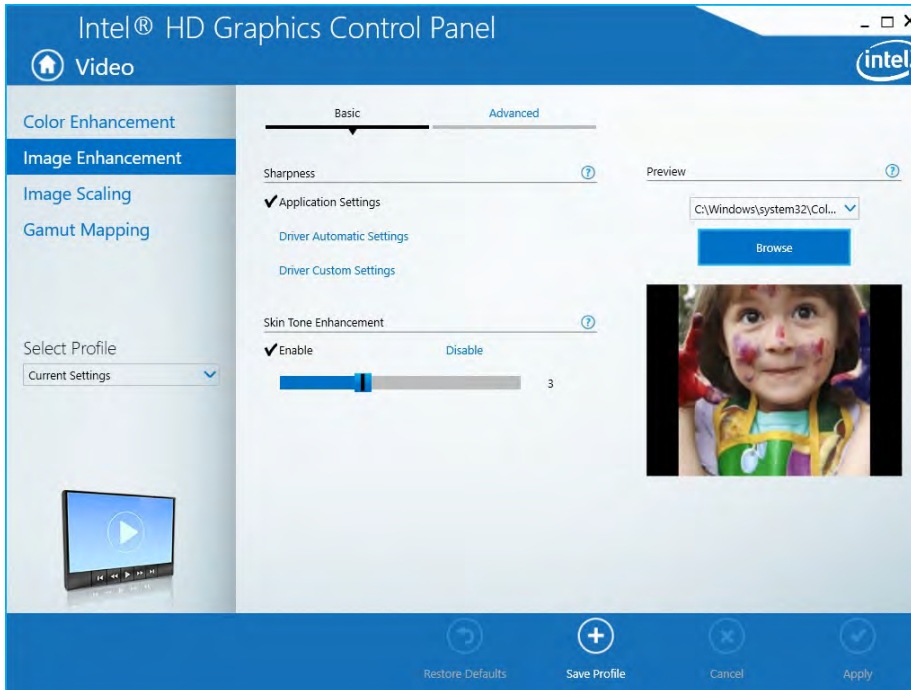 Intel® HD Graphics Control Panel
Video
intel
Color Enhancement
Image Enhancement
Image Scaling
Gamut Mapping
Select Profile
Current Settings
Basic
Advanced
Sharpness
?
Application Settings
Driver Automatic Settings
Driver Custom Settings
Skin Tone Enhancement
?
Enable
Disable
3
Preview
?
C:\Windows\system32\Col...
Browse
Restore Defaults
Save Profile
Cancel
Apply